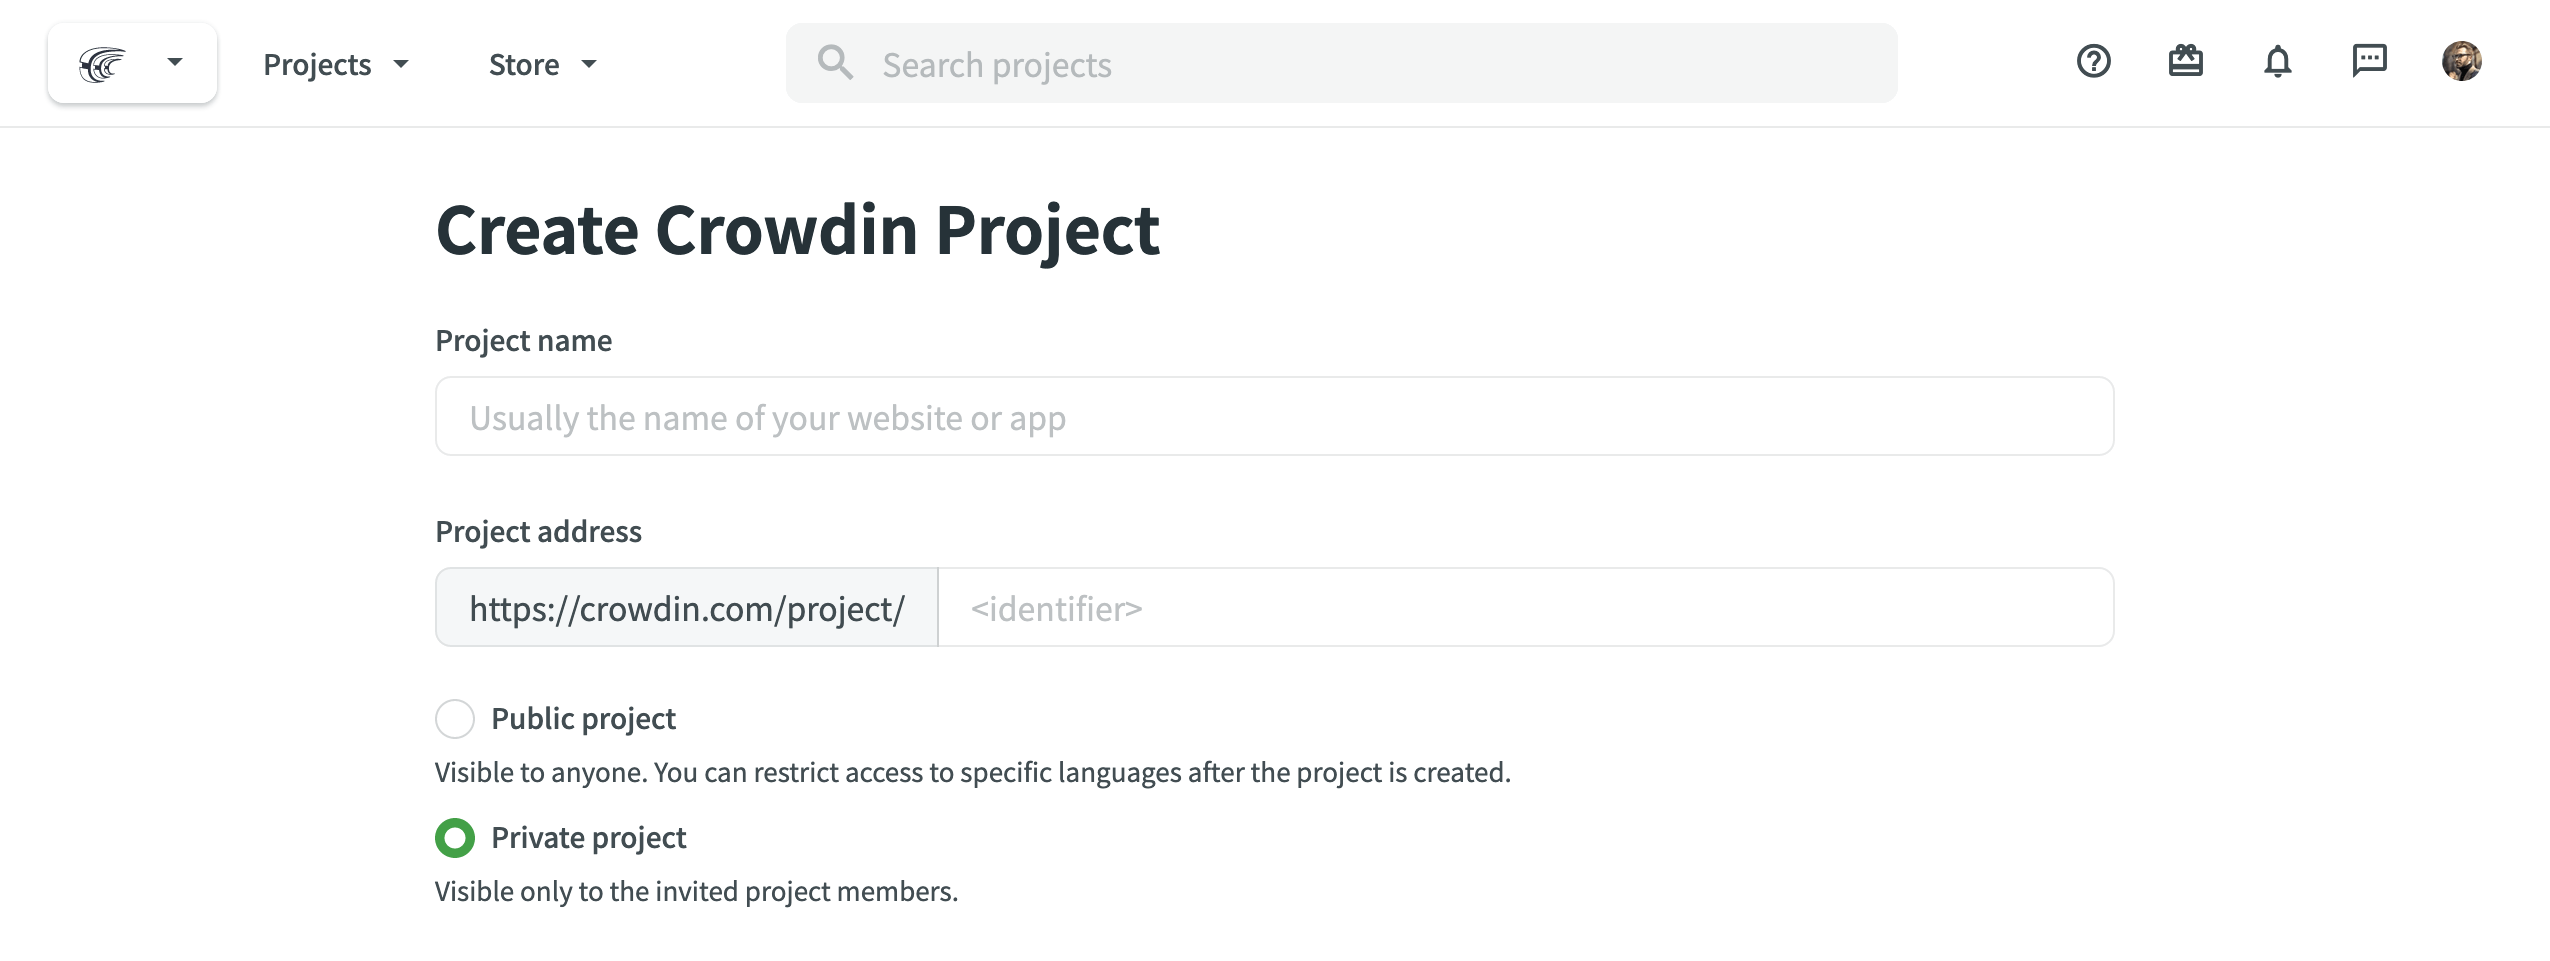 Projects
Store
Search projects
Create Crowdin Project
Project name
Usually the name of your website or app
Project address
https://crowdin.com/project/
<identifier>
Public project
Visible to anyone. You can restrict access to specific languages after the project is created.
Private project
Visible only to the invited project members.